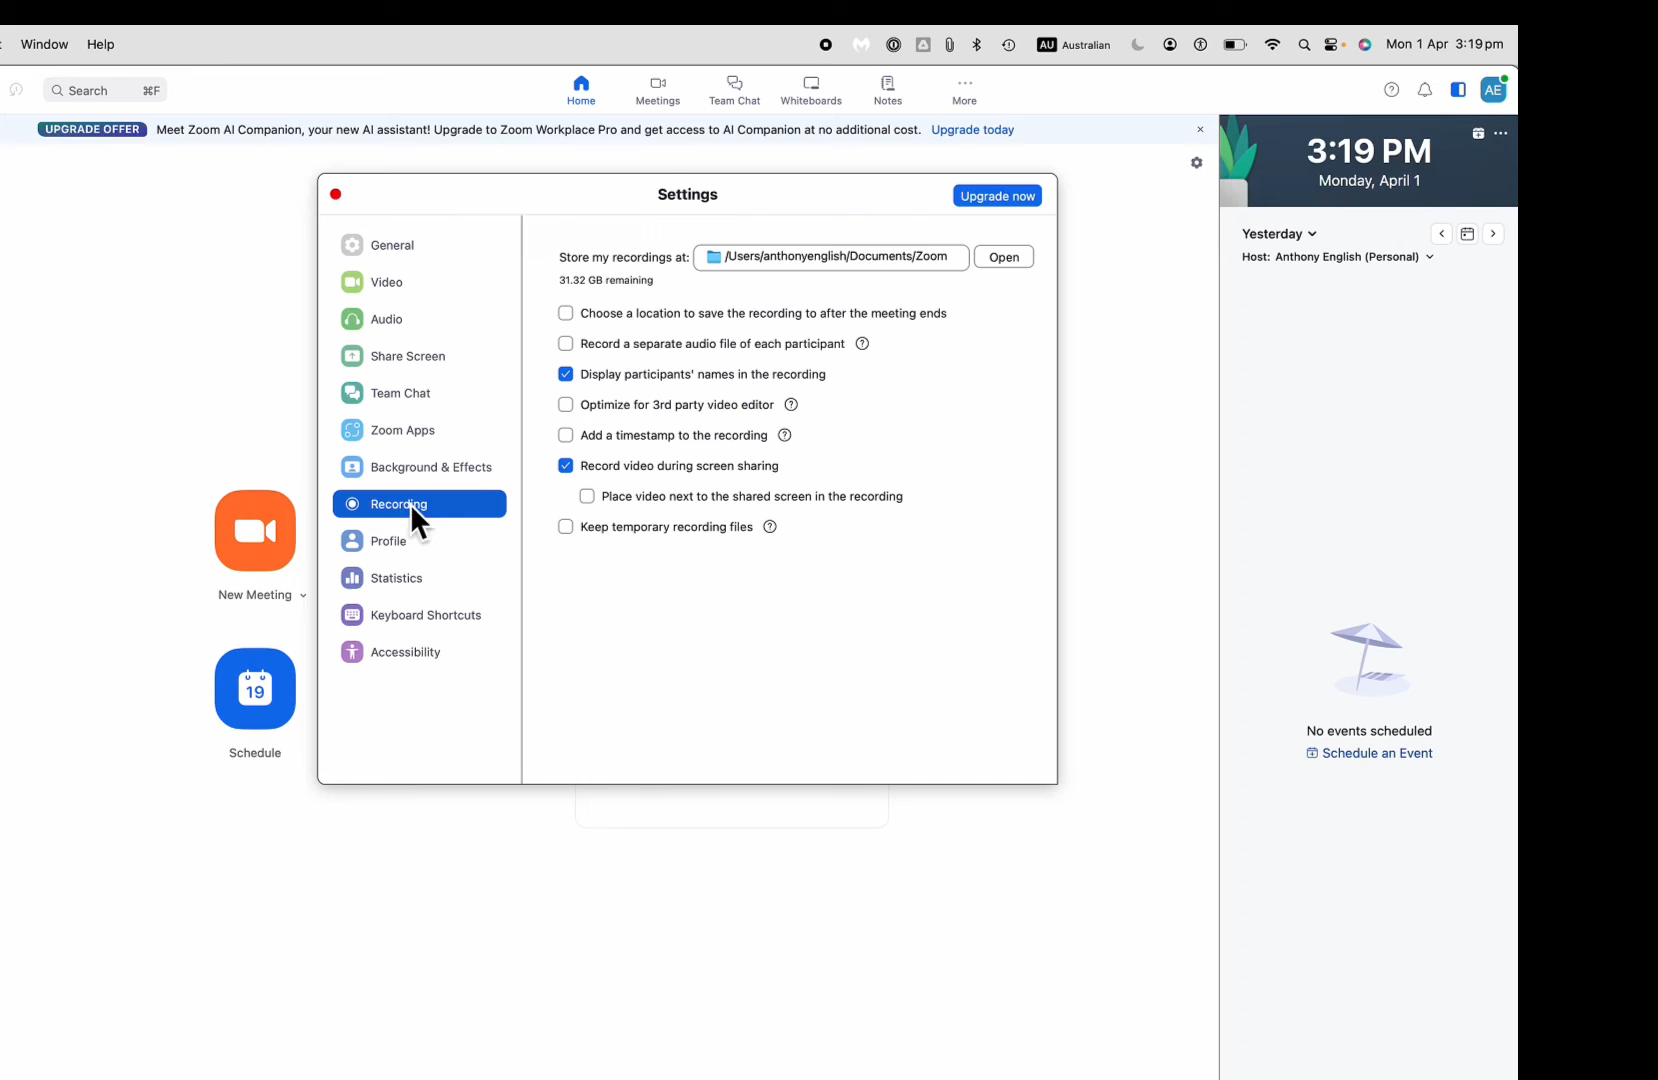 Window Help
AU Australian Mon 1 Apr 3:19 pm
Search ⌘F
Home Meetings Team Chat Whiteboards Notes More
AE
UPGRADE OFFER Meet Zoom AI Companion, your new AI assistant! Upgrade to Zoom Workplace Pro and get access to AI Companion at no additional cost. Upgrade today
3:19 PM
Monday, April 1
Settings
Upgrade now
General
Video
Audio
Share Screen
Team Chat
Zoom Apps
Background & Effects
Recording
Profile
Statistics
Keyboard Shortcuts
Accessibility
Store my recordings at: /Users/anthonyenglish/Documents/Zoom Open
31.32 GB remaining
Choose a location to save the recording to after the meeting ends
Record a separate audio file of each participant
Display participants' names in the recording
Optimize for 3rd party video editor
Add a timestamp to the recording
Record video during screen sharing
Place video next to the shared screen in the recording
Keep temporary recording files
New Meeting
19
Schedule
Yesterday
Host: Anthony English (Personal)
No events scheduled
Schedule an Event